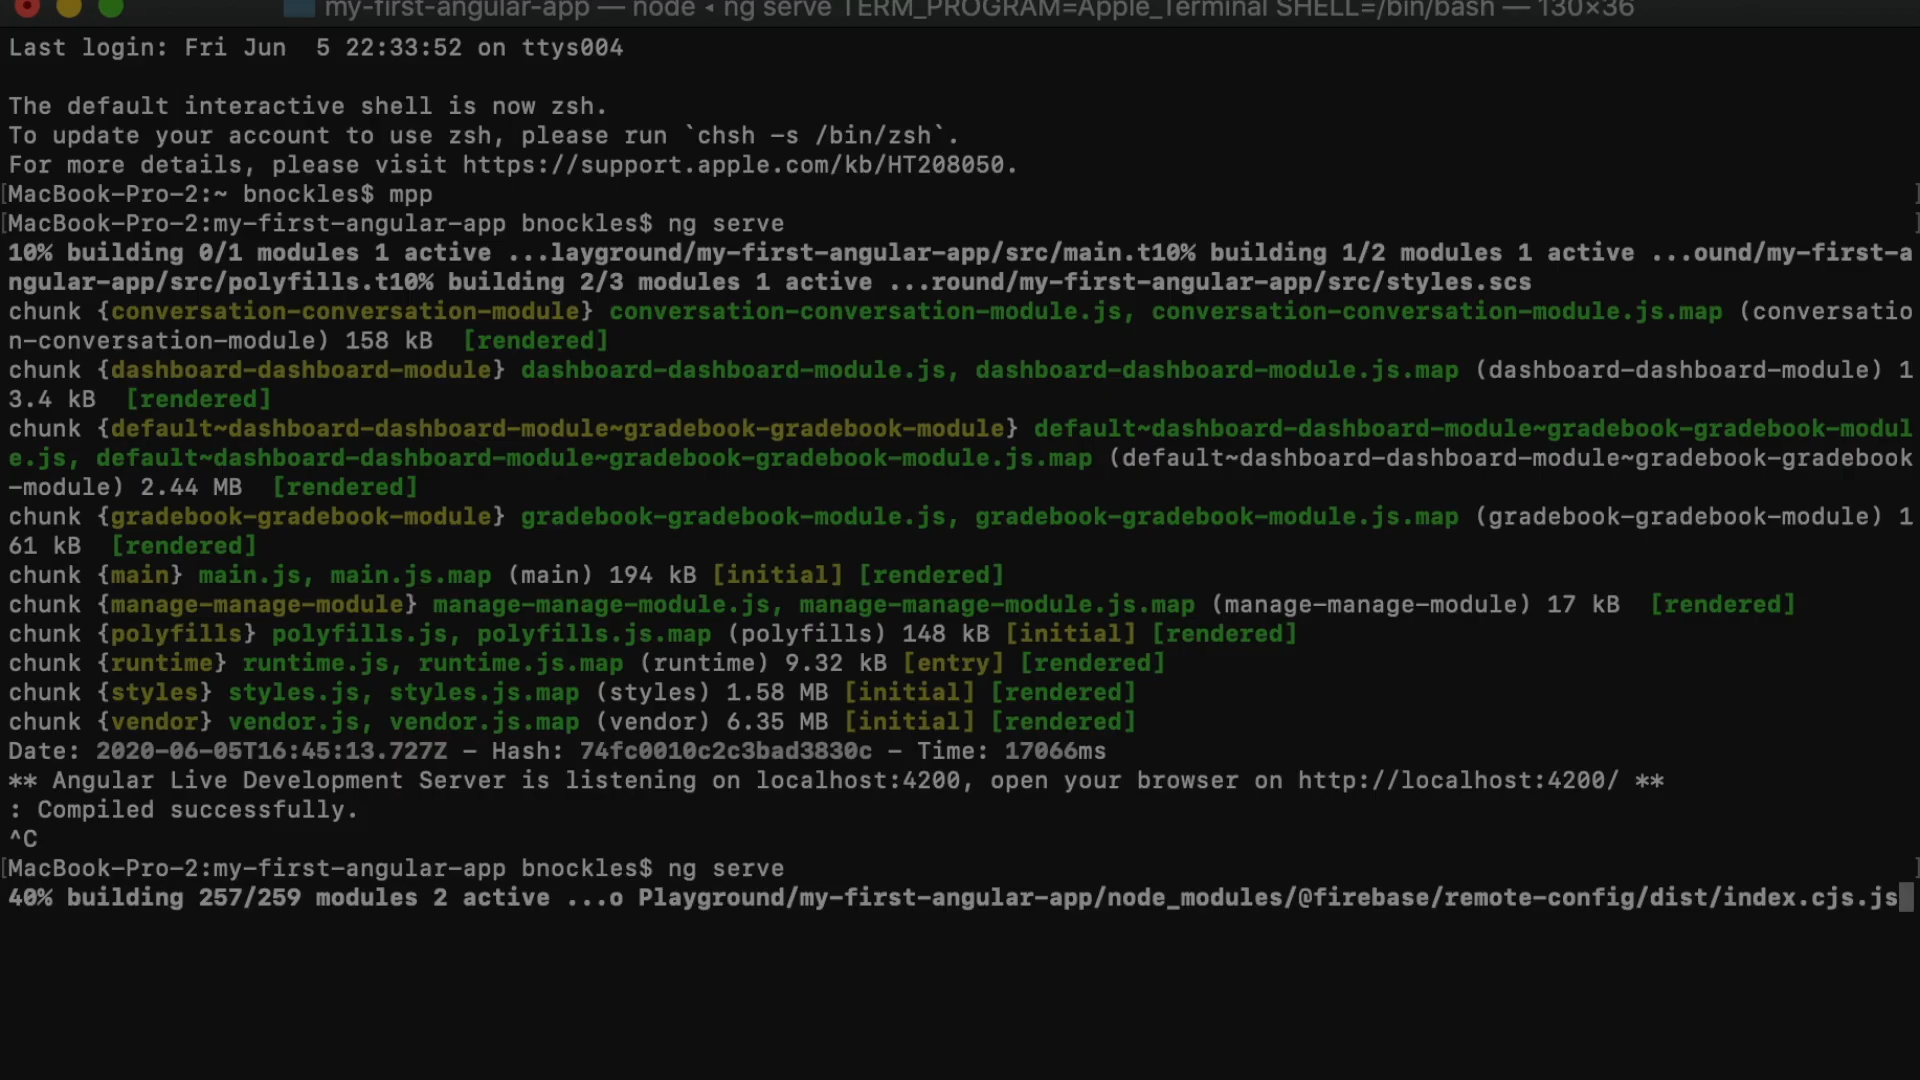 my-first-angular-app — node ◂ ng serve TERM_PROGRAM=Apple_Terminal SHELL=/bin/bash — 130×36
Last login: Fri Jun  5 22:33:52 on ttys004
The default interactive shell is now zsh.
To update your account to use zsh, please run `chsh -s /bin/zsh`.
For more details, please visit https://support.apple.com/kb/HT208050.
[MacBook-Pro-2:~ bnockles$ mpp ]
[MacBook-Pro-2:my-first-angular-app bnockles$ ng serve ]
10% building 0/1 modules 1 active ...layground/my-first-angular-app/src/main.t10% building 1/2 modules 1 active ...ound/my-first-a
ngular-app/src/polyfills.t10% building 2/3 modules 1 active ...round/my-first-angular-app/src/styles.scs
chunk {conversation-conversation-module} conversation-conversation-module.js, conversation-conversation-module.js.map (conversatio
n-conversation-module) 158 kB  [rendered]
chunk {dashboard-dashboard-module} dashboard-dashboard-module.js, dashboard-dashboard-module.js.map (dashboard-dashboard-module) 1
3.4 kB  [rendered]
chunk {default~dashboard-dashboard-module~gradebook-gradebook-module} default~dashboard-dashboard-module~gradebook-gradebook-modul
e.js, default~dashboard-dashboard-module~gradebook-gradebook-module.js.map (default~dashboard-dashboard-module~gradebook-gradebook
-module) 2.44 MB  [rendered]
chunk {gradebook-gradebook-module} gradebook-gradebook-module.js, gradebook-gradebook-module.js.map (gradebook-gradebook-module) 1
61 kB  [rendered]
chunk {main} main.js, main.js.map (main) 194 kB [initial] [rendered]
chunk {manage-manage-module} manage-manage-module.js, manage-manage-module.js.map (manage-manage-module) 17 kB  [rendered]
chunk {polyfills} polyfills.js, polyfills.js.map (polyfills) 148 kB [initial] [rendered]
chunk {runtime} runtime.js, runtime.js.map (runtime) 9.32 kB [entry] [rendered]
chunk {styles} styles.js, styles.js.map (styles) 1.58 MB [initial] [rendered]
chunk {vendor} vendor.js, vendor.js.map (vendor) 6.35 MB [initial] [rendered]
Date: 2020-06-05T16:45:13.727Z - Hash: 74fc0010c2c3bad3830c - Time: 17066ms
** Angular Live Development Server is listening on localhost:4200, open your browser on http://localhost:4200/ **
: Compiled successfully.
^C
[MacBook-Pro-2:my-first-angular-app bnockles$ ng serve ]
40% building 257/259 modules 2 active ...o Playground/my-first-angular-app/node_modules/@firebase/remote-config/dist/index.cjs.js